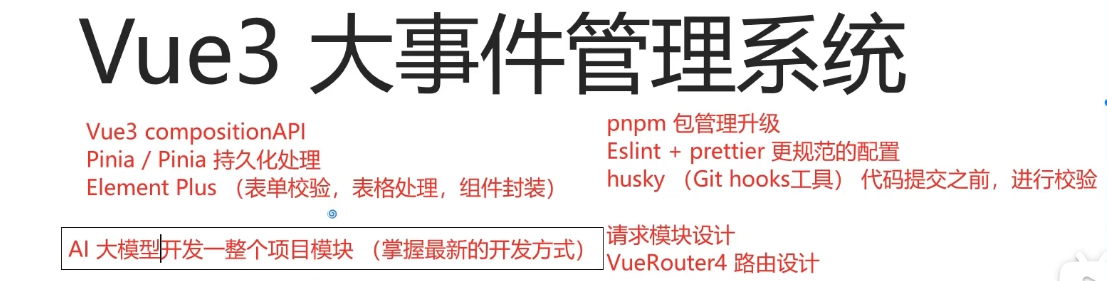 Vue3 大事件管理系统
Vue3 compositionAPI
Pinia / Pinia 持久化处理
Element Plus （表单校验，表格处理，组件封装）
AI 大模型开发一整个项目模块 （掌握最新的开发方式）
pnpm 包管理升级
Eslint + prettier 更规范的配置
husky （Git hooks工具） 代码提交之前，进行校验
请求模块设计
VueRouter4 路由设计